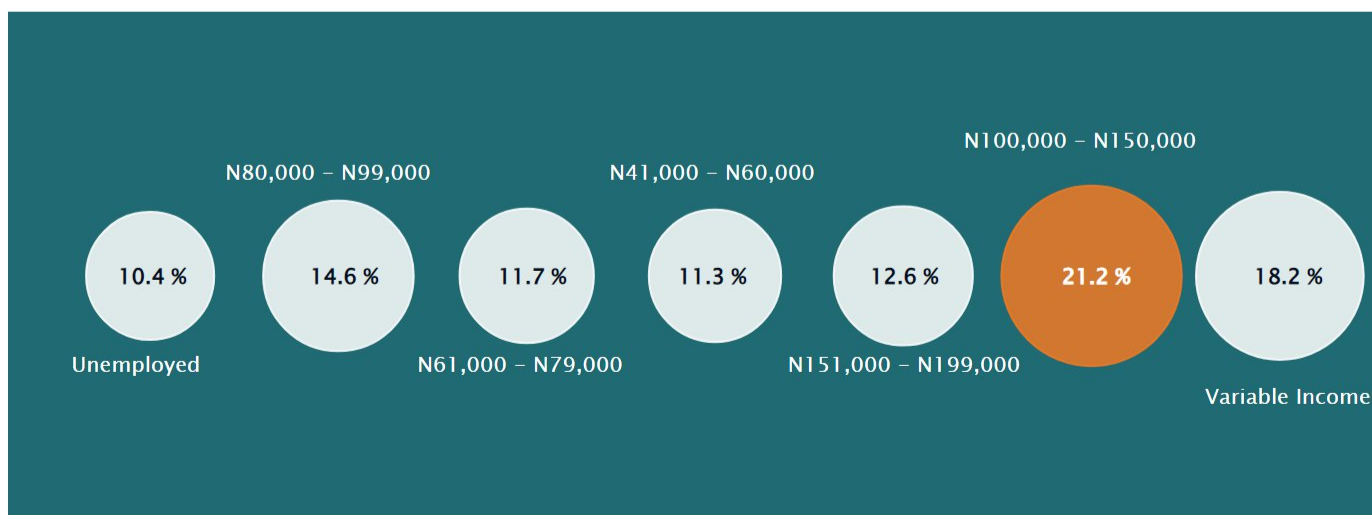 N100,000 – N150,000
N80,000 – N99,000
N41,000 – N60,000
10.4 %
14.6 %
11.7 %
11.3 %
12.6 %
21.2 %
18.2 %
Unemployed
N61,000 – N79,000
N151,000 – N199,000
Variable Income